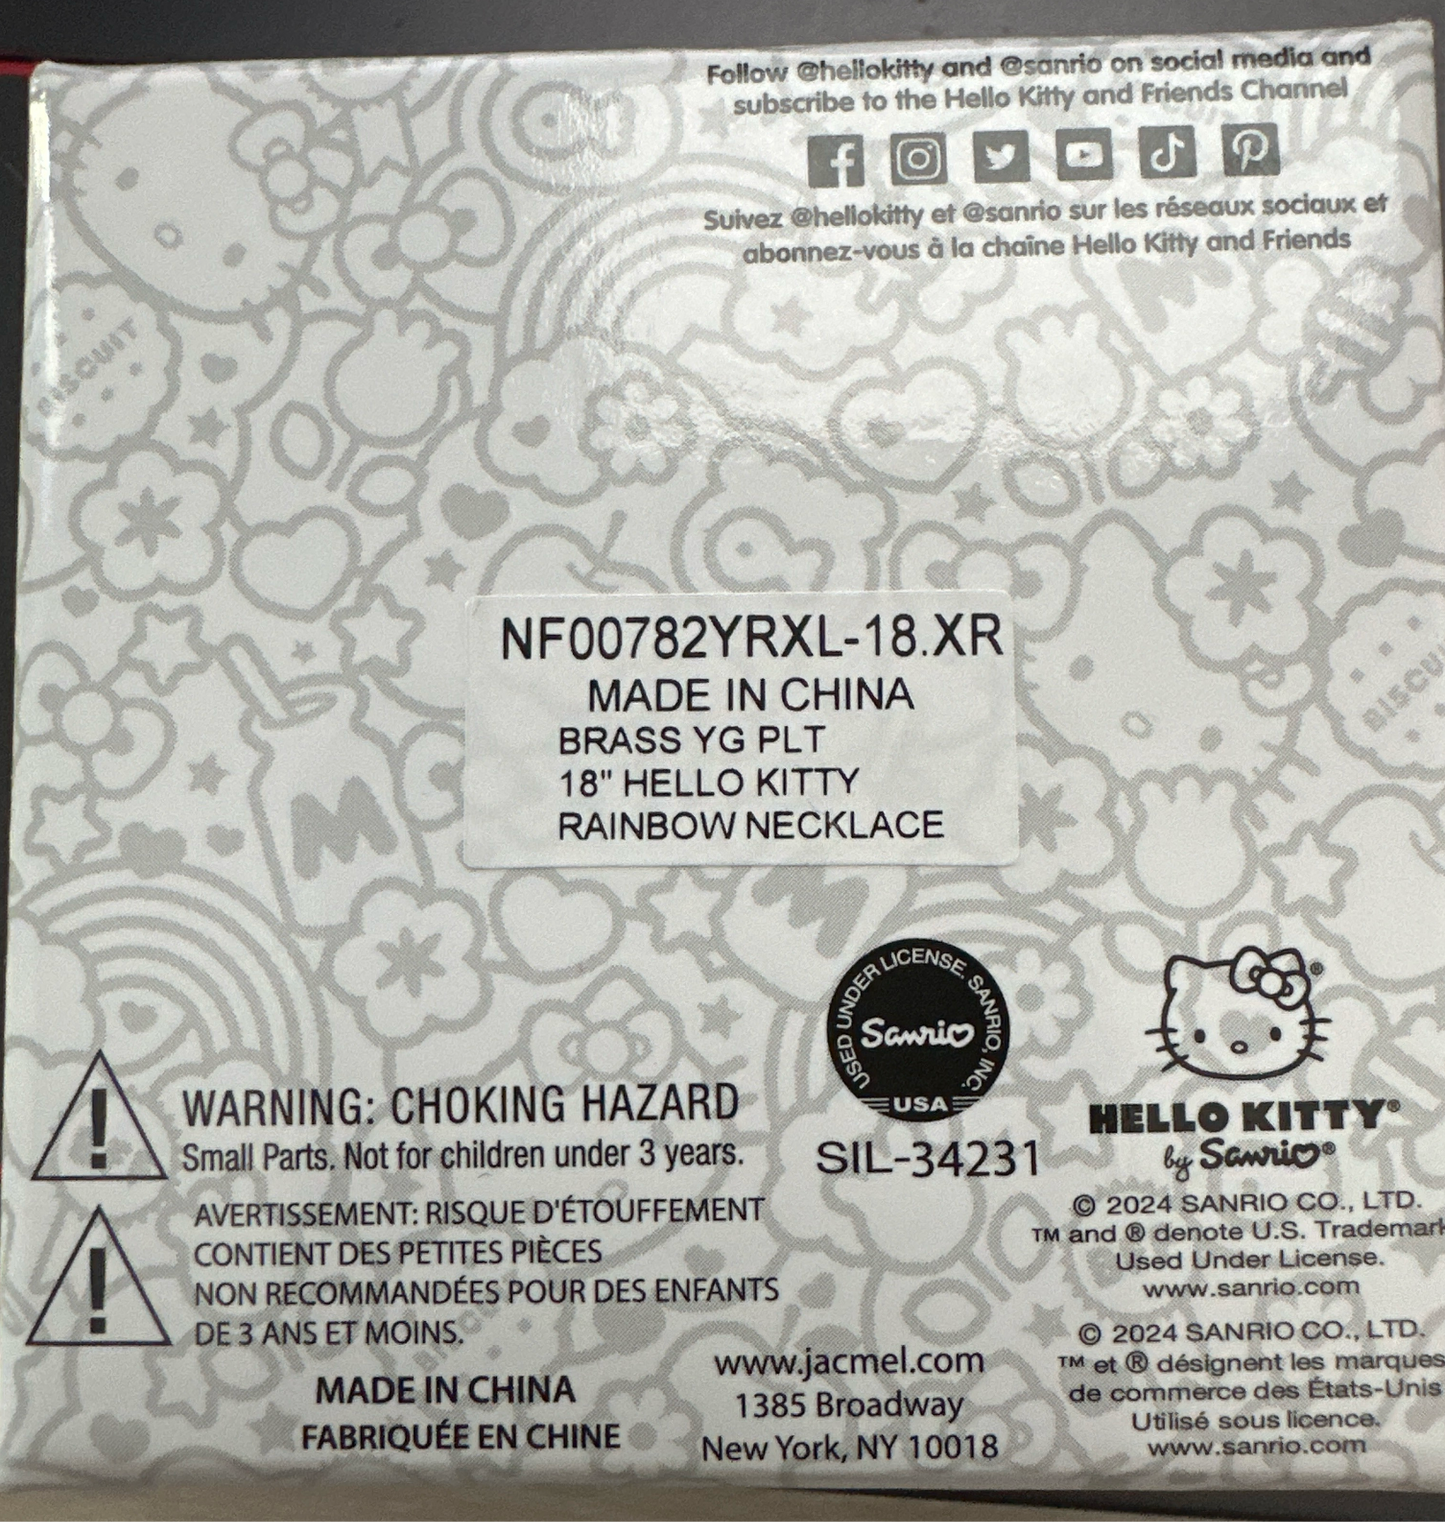 Follow @hellokitty and @sanrio on social media and
subscribe to the Hello Kitty and Friends Channel
Suivez @hellokitty et @sanrio sur les réseaux sociaux et
abonnez-vous à la chaîne Hello Kitty and Friends
BISCUIT
M
NF00782YRXL-18.XR
MADE IN CHINA
BRASS YG PLT
18" HELLO KITTY
RAINBOW NECKLACE
BISCU
M
M
USED UNDER LICENSE. SANRIO, INC.
Sanrio
USA
SIL-34231
HELLO KITTY®
by Sanrio®
© 2024 SANRIO CO., LTD.
™ and ® denote U.S. Trademark
Used Under License.
www.sanrio.com
© 2024 SANRIO CO., LTD.
™ et ® désignent les marques
de commerce des États-Unis
Utilisé sous licence.
www.sanrio.com
WARNING: CHOKING HAZARD
Small Parts. Not for children under 3 years.
AVERTISSEMENT: RISQUE D'ÉTOUFFEMENT
CONTIENT DES PETITES PIÈCES
NON RECOMMANDÉES POUR DES ENFANTS
DE 3 ANS ET MOINS.
MADE IN CHINA
FABRIQUÉE EN CHINE
www.jacmel.com
1385 Broadway
New York, NY 10018